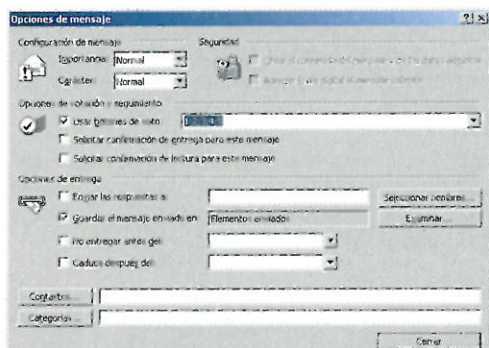 Opciones de mensaje
Configuración de mensaje Seguridad
Importancia: Normal
Carácter: Normal
Opciones de votación y seguimiento
Usar botones de voto:
Solicitar confirmación de entrega para este mensaje
Solicitar confirmación de lectura para este mensaje
Opciones de entrega
Enviar las respuestas a: Seleccionar nombres...
Guardar el mensaje enviado en: Elementos enviados Examinar...
No entregar antes del:
Caduca después del:
Contactos...
Categorías...
Cerrar